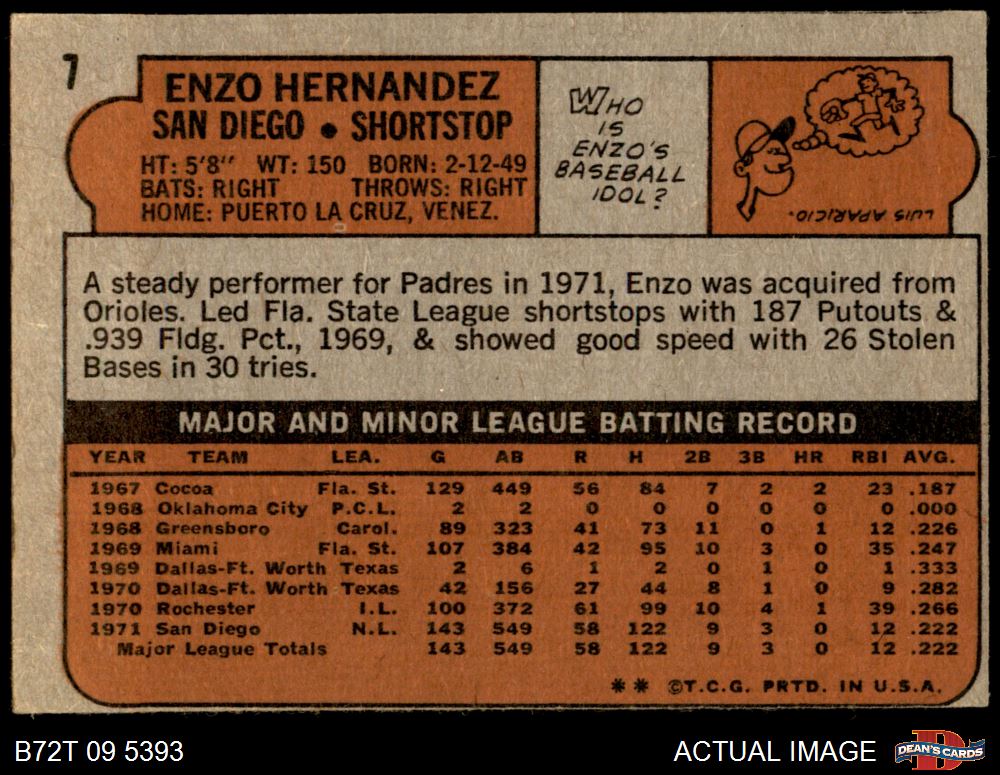 7
ENZO HERNANDEZ
SAN DIEGO • SHORTSTOP
HT: 5'8" WT: 150 BORN: 2-12-49
BATS: RIGHT THROWS: RIGHT
HOME: PUERTO LA CRUZ, VENEZ.
WHO
IS
ENZO'S
BASEBALL
IDOL?
LUIS APARICIO.
A steady performer for Padres in 1971, Enzo was acquired from
Orioles. Led Fla. State League shortstops with 187 Putouts &
.939 Fldg. Pct., 1969, & showed good speed with 26 Stolen
Bases in 30 tries.
MAJOR AND MINOR LEAGUE BATTING RECORD
YEAR TEAM LEA. G AB R H 2B 3B HR RBI AVG.
1967 Cocoa Fla. St. 129 449 56 84 7 2 2 23 .187
1968 Oklahoma City P.C.L. 2 2 0 0 0 0 0 0 .000
1968 Greensboro Carol. 89 323 41 73 11 0 1 12 .226
1969 Miami Fla. St. 107 384 42 95 10 3 0 35 .247
1969 Dallas-Ft. Worth Texas 2 6 1 2 0 1 0 1 .333
1970 Dallas-Ft. Worth Texas 42 156 27 44 8 1 0 9 .282
1970 Rochester I.L. 100 372 61 99 10 4 1 39 .266
1971 San Diego N.L. 143 549 58 122 9 3 0 12 .222
Major League Totals 143 549 58 122 9 3 0 12 .222
** ©T.C.G. PRTD. IN U.S.A.
B72T 09 5393
ACTUAL IMAGE
DEAN'S CARDS